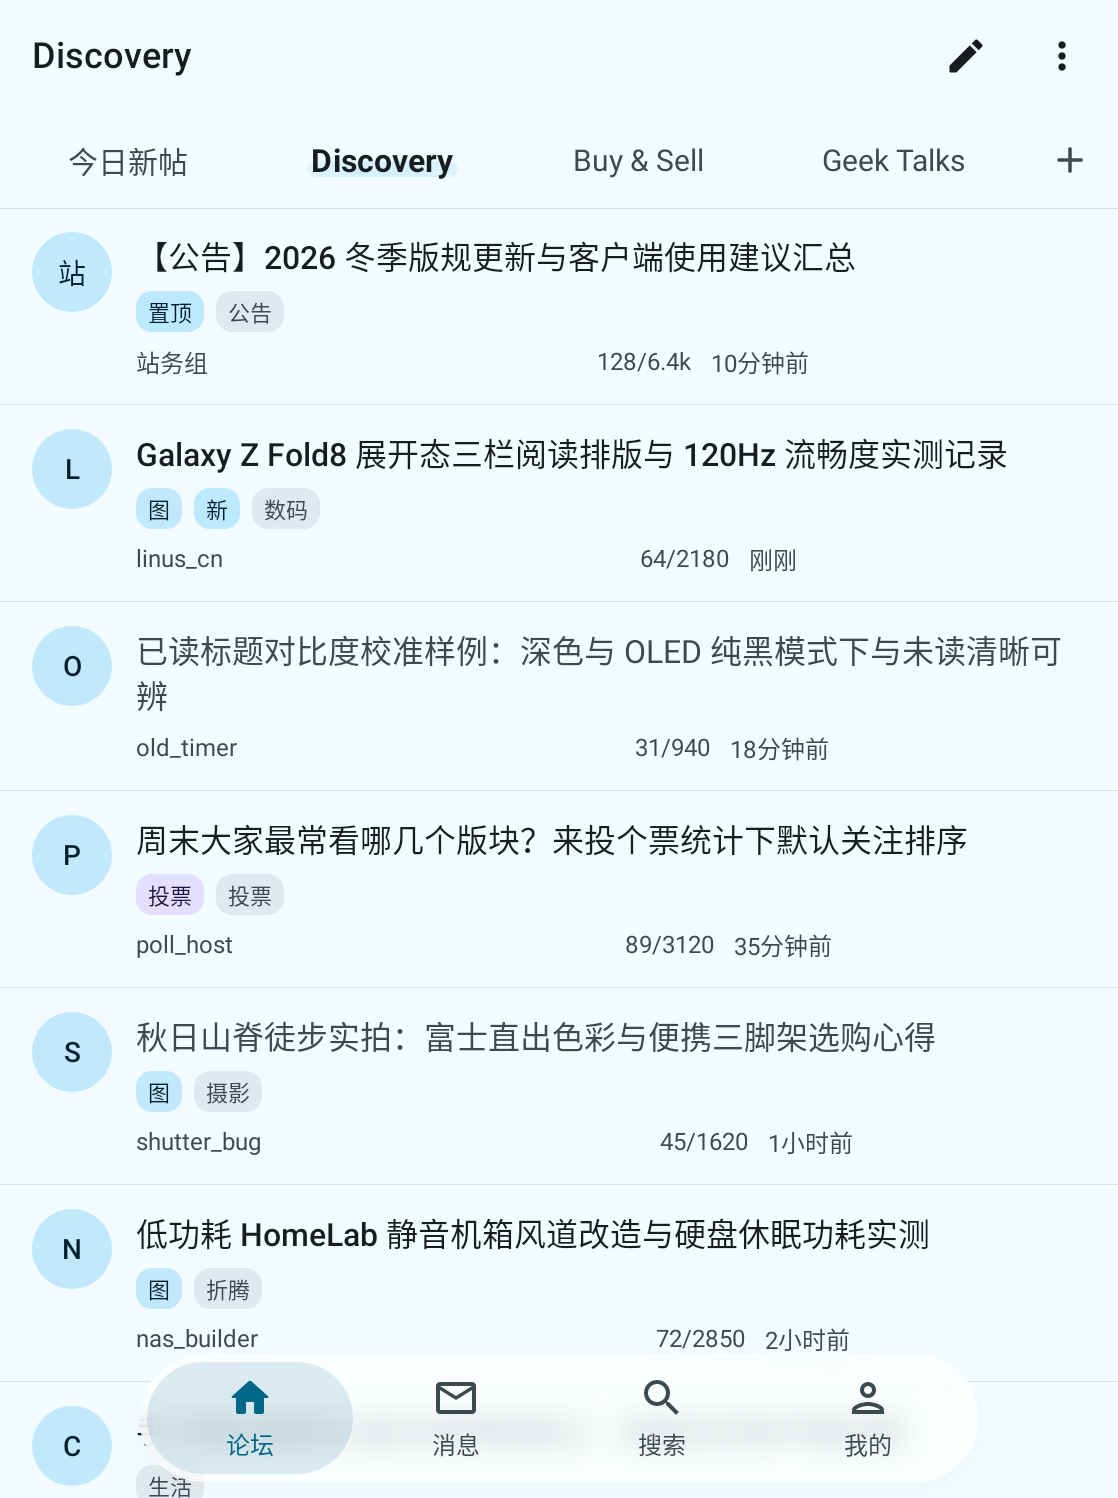 Discovery
今日新帖 Discovery Buy & Sell Geek Talks
站
【公告】2026 冬季版规更新与客户端使用建议汇总
置顶 公告
站务组 128/6.4k 10分钟前
L
Galaxy Z Fold8 展开态三栏阅读排版与 120Hz 流畅度实测记录
图 新 数码
linus_cn 64/2180 刚刚
O
已读标题对比度校准样例：深色与 OLED 纯黑模式下与未读清晰可
辨
old_timer 31/940 18分钟前
P
周末大家最常看哪几个版块？来投个票统计下默认关注排序
投票 投票
poll_host 89/3120 35分钟前
S
秋日山脊徒步实拍：富士直出色彩与便携三脚架选购心得
图 摄影
shutter_bug 45/1620 1小时前
N
低功耗 HomeLab 静音机箱风道改造与硬盘休眠功耗实测
图 折腾
nas_builder 72/2850 2小时前
C
生活
论坛 消息 搜索 我的